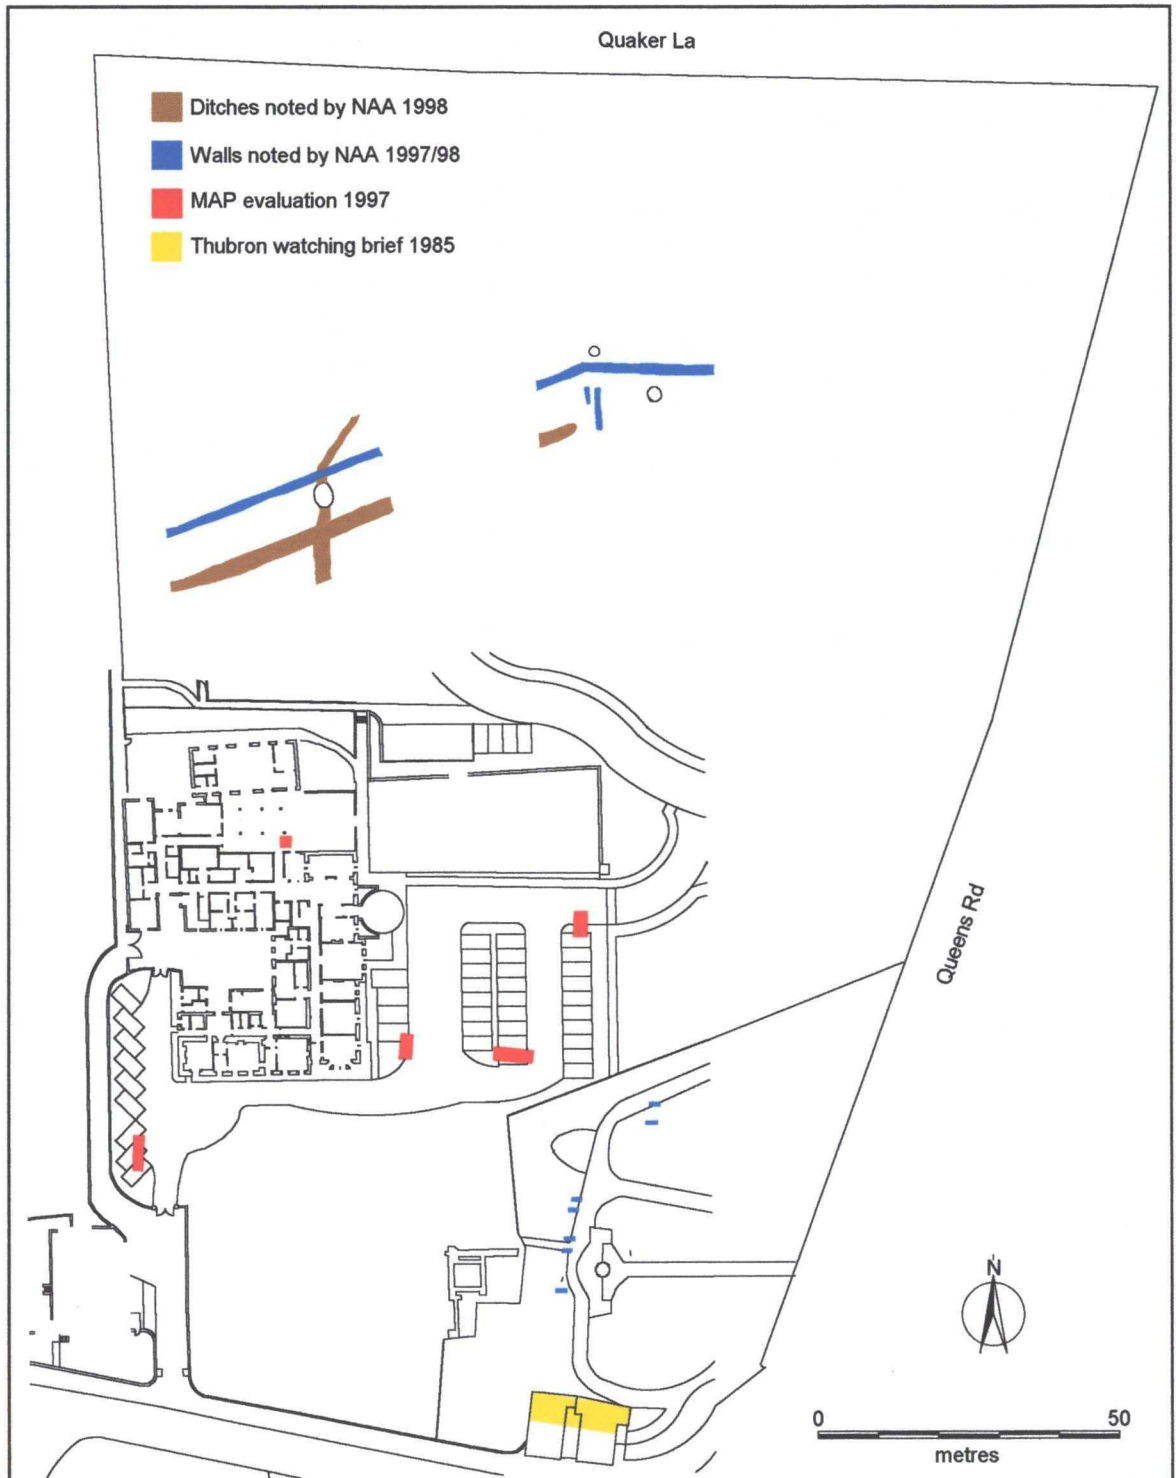 Quaker La
Ditches noted by NAA 1998
Walls noted by NAA 1997/98
MAP evaluation 1997
Thubron watching brief 1985
Queens Rd
N
0 50
metres